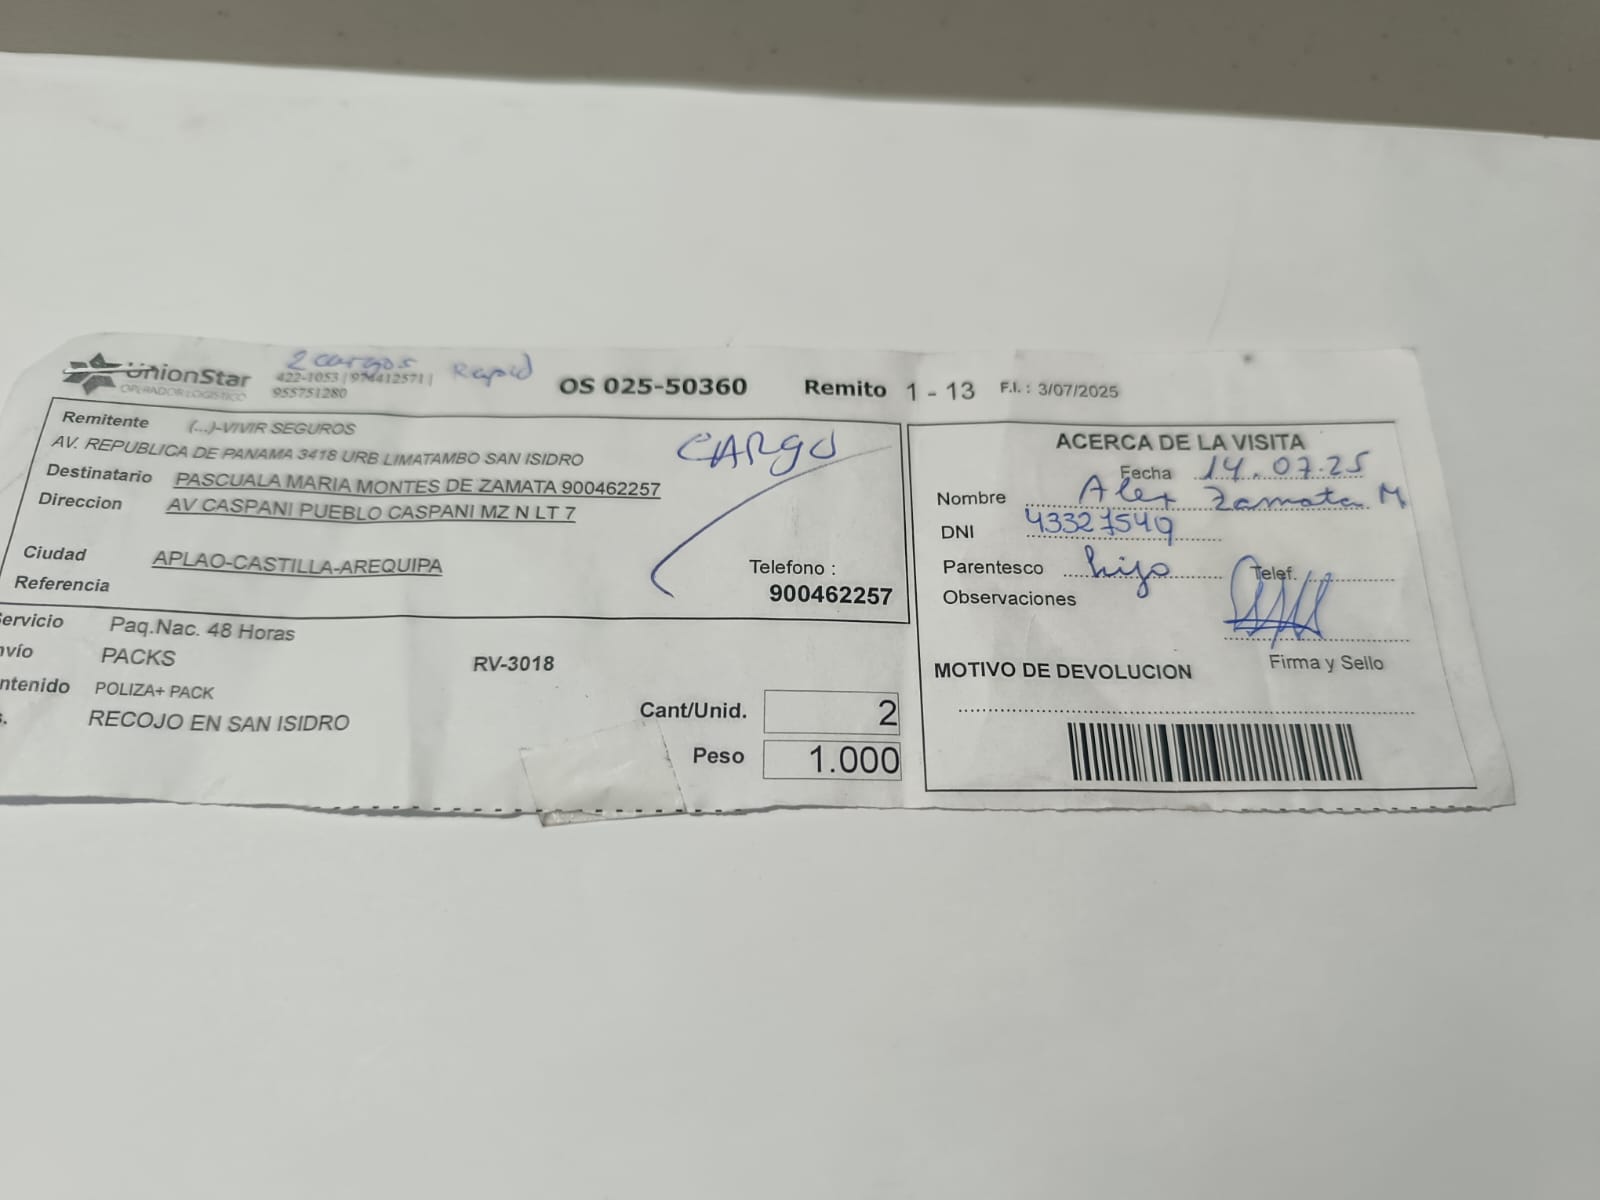 UnionStar
OPERADOR LOGISTICO
2 cargos Rapid
422-1053 | 974412571 |
955751280
OS 025-50360 Remito 1 - 13 F.I. : 3/07/2025
Remitente (...)-VIVIR SEGUROS
AV. REPUBLICA DE PANAMA 3418 URB LIMATAMBO SAN ISIDRO
Destinatario PASCUALA MARIA MONTES DE ZAMATA 900462257
Direccion AV CASPANI PUEBLO CASPANI MZ N LT 7
CARGO
Ciudad APLAO-CASTILLA-AREQUIPA
Referencia
Telefono :
900462257
ervicio Paq.Nac. 48 Horas
nvío PACKS
RV-3018
ntenido POLIZA+ PACK
s. RECOJO EN SAN ISIDRO
Cant/Unid. 2
Peso 1.000
ACERCA DE LA VISITA
Fecha 14.07.25
Nombre Alex Zamata M
DNI 43327549
Parentesco hijo Telef.
Observaciones
Firma y Sello
MOTIVO DE DEVOLUCION